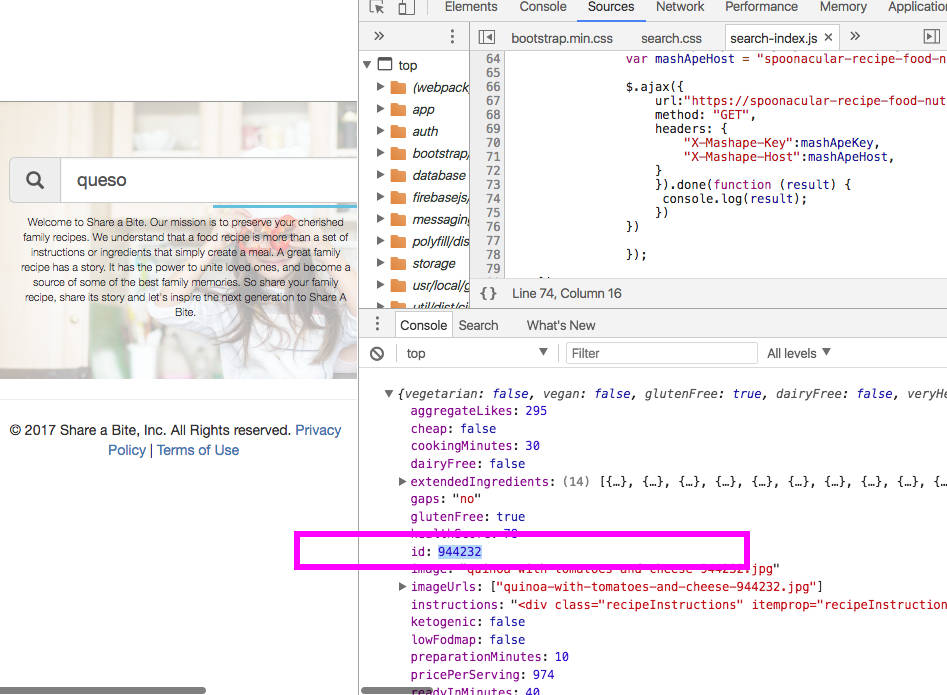 Elements Console Sources Network Performance Memory Application
bootstrap.min.css search.css search-index.js
top
(webpack
app
auth
bootstrap/
database
firebasejs/
messaging
polyfill/dis
storage
usr/local/g
util/dist/cj
64 var mashApeHost = "spoonacular-recipe-food-nu
65
66 $.ajax({
67 url:"https://spoonacular-recipe-food-nut
68 method: "GET",
69 headers: {
70 "X-Mashape-Key":mashApeKey,
71 "X-Mashape-Host":mashApeHost,
72 }
73 }).done(function (result) {
74 console.log(result);
75 })
76 })
77
78 });
79
{} Line 74, Column 16
queso
Welcome to Share a Bite. Our mission is to preserve your cherished
family recipes. We understand that a food recipe is more than a set of
instructions or ingredients that simply create a meal. A great family
recipe has a story. It has the power to unite loved ones, and become a
source of some of the best family memories. So share your family
recipe, share its story and let's inspire the next generation to Share A
Bite.
© 2017 Share a Bite, Inc. All Rights reserved. Privacy
Policy | Terms of Use
Console Search What's New
top Filter All levels
{vegetarian: false, vegan: false, glutenFree: true, dairyFree: false, veryHe
aggregateLikes: 295
cheap: false
cookingMinutes: 30
dairyFree: false
extendedIngredients: (14) [{…}, {…}, {…}, {…}, {…}, {…}, {…}, {…}, {…}, {…
gaps: "no"
glutenFree: true
id: 944232
image: "quinoa-with-tomatoes-and-cheese-944232.jpg"
imageUrls: ["quinoa-with-tomatoes-and-cheese-944232.jpg"]
instructions: "<div class="recipeInstructions" itemprop="recipeInstruction
ketogenic: false
lowFodmap: false
preparationMinutes: 10
pricePerServing: 974
readyInMinutes: 40